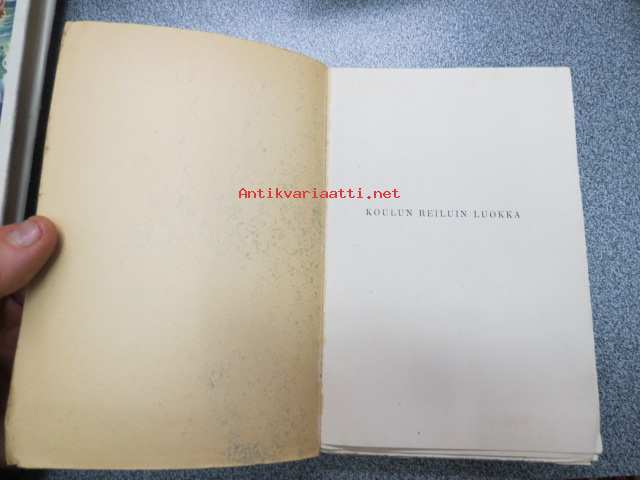 Antikvariaatti.net
KOULUN REILUIN LUOKKA